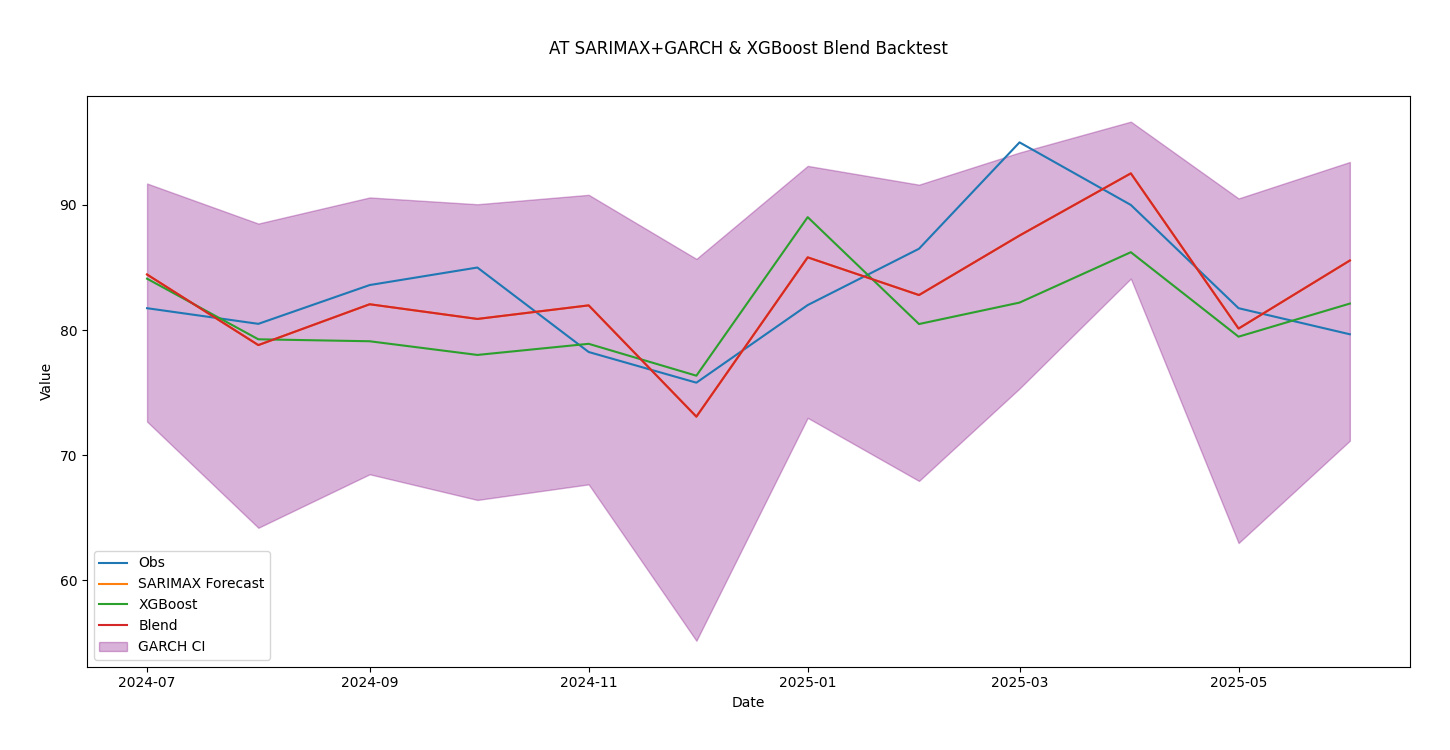 AT SARIMAX+GARCH & XGBoost Blend Backtest
Value
90
80
70
60
Obs
SARIMAX Forecast
XGBoost
Blend
GARCH CI
2024-07
2024-09
2024-11
2025-01
2025-03
2025-05
Date